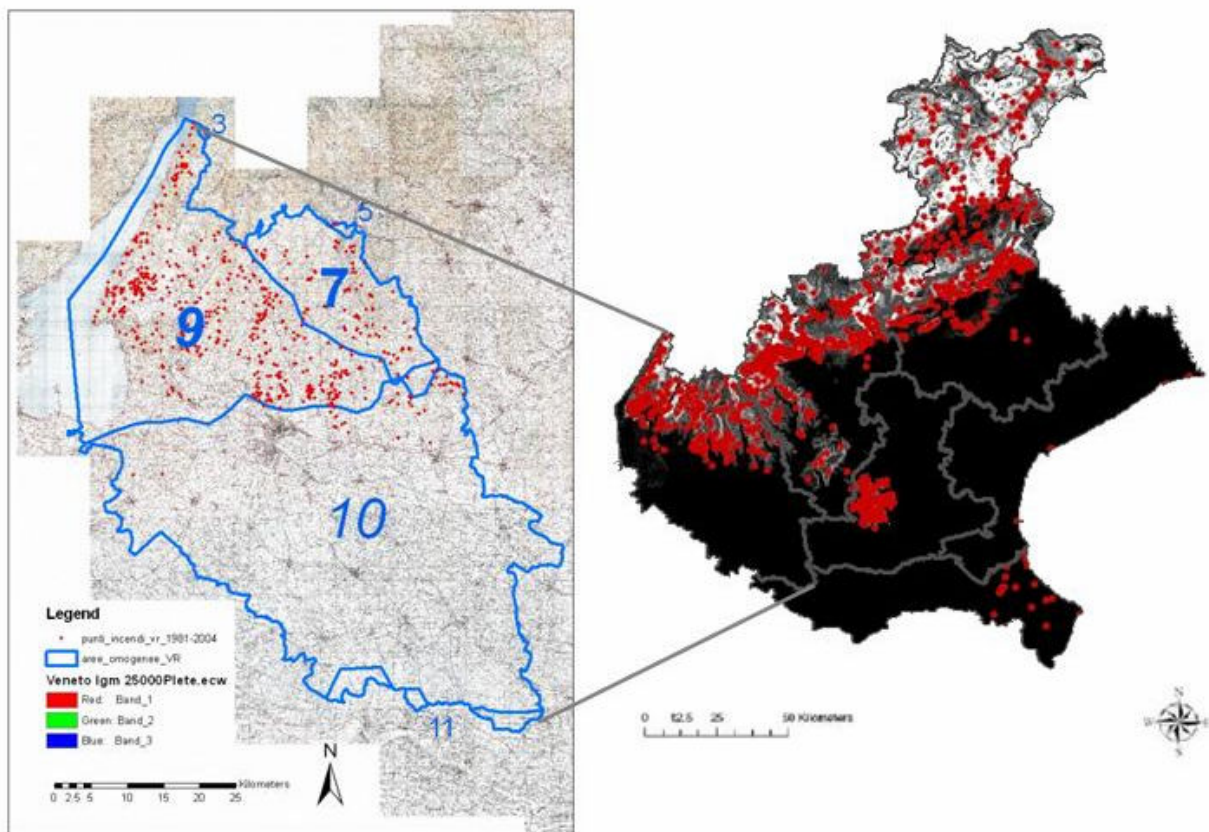 3
5
7
9
10
11
Legend
punti_incendi_vr_1981-2004
aree_omogenee_VR
Veneto Igm 25000Plete.ecw
Red: Band_1
Green: Band_2
Blue: Band_3
N
0 2.5 5 10 15 20 25 Kilometers
0 12.5 25 50 Kilometers
N
W E
S